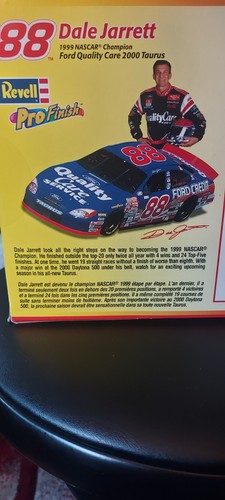 88 Dale Jarrett
1999 NASCAR® Champion
Ford Quality Care 2000 Taurus
Revell
Pro Finish
Quality Care
Quality
Care
SERVICE
FORD CREDIT
88
88
Dale Jarrett took all the right steps on the way to becoming the 1999 NASCAR®
Champion. He finished outside the top-20 only twice all year with 4 wins and 24 Top-Five
finishes. At one time, he went 19 straight races without a finish of worse than eighth. With
a major win at the 2000 Daytona 500 under his belt, watch for an exciting upcoming
season in his all-new Taurus.
Dale Jarrett est devenu le champion NASCAR® 1999 étape par étape. L'an dernier, il a
terminé seulement deux fois en dehors des 20 premières positions, a remporté 4 victoires
et a terminé 24 fois dans les cinq premières positions. Il a même complété 19 courses de
suite sans terminer moins de huitième. Après son importante victoire au 2000 Daytona
500, la prochaine saison devrait être sensationnelle dans sa toute nouvelle Taurus.